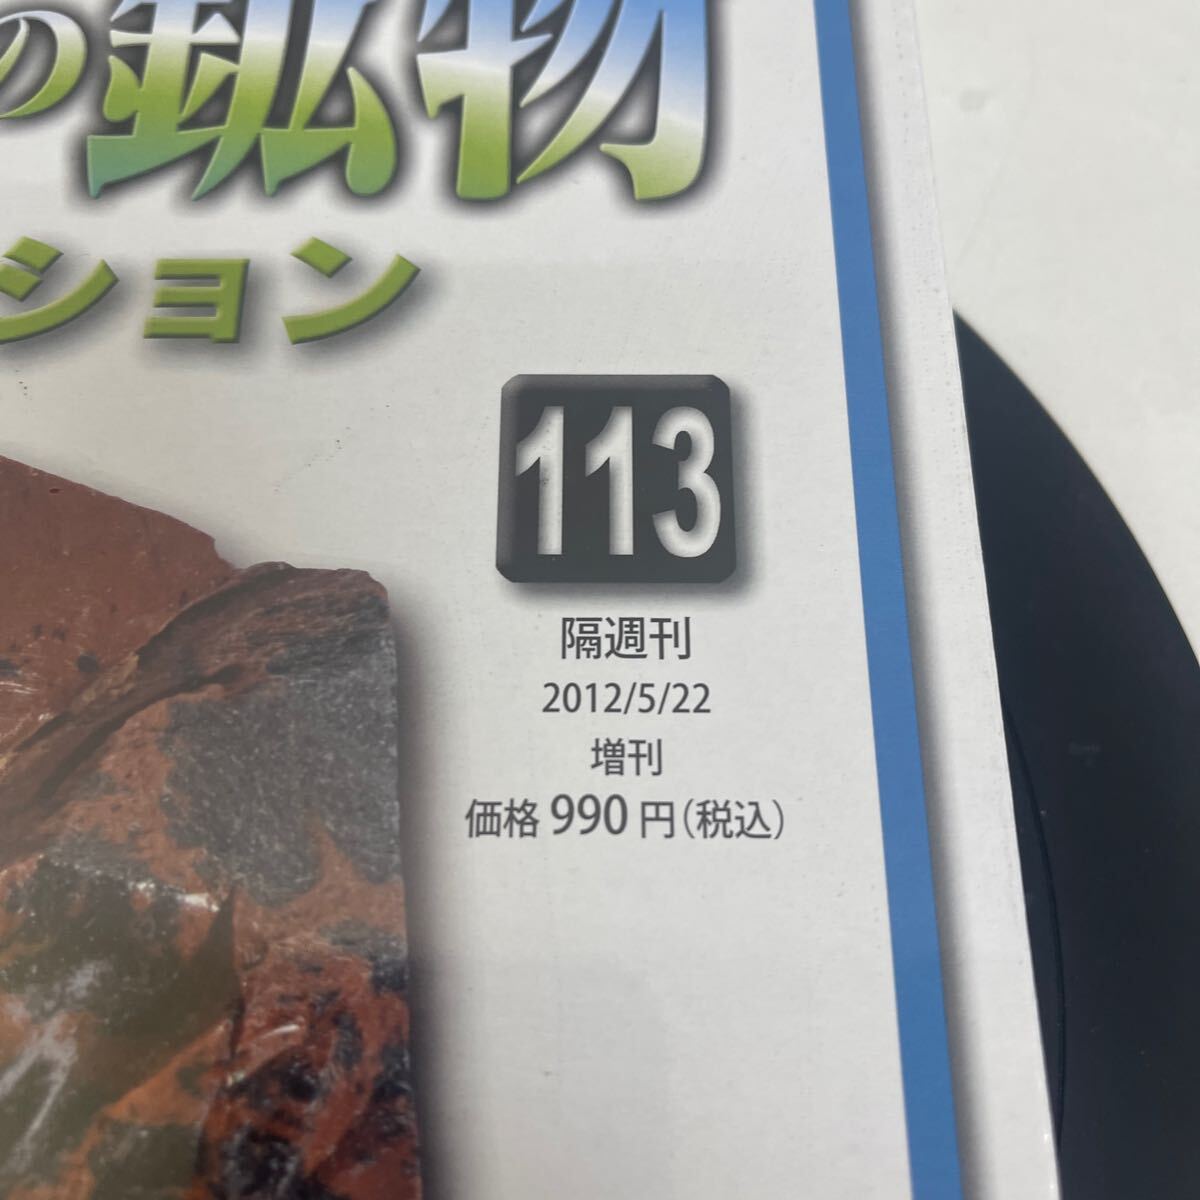 の鉱物
ション
113
隔週刊
2012/5/22
増刊
価格 990 円（税込）